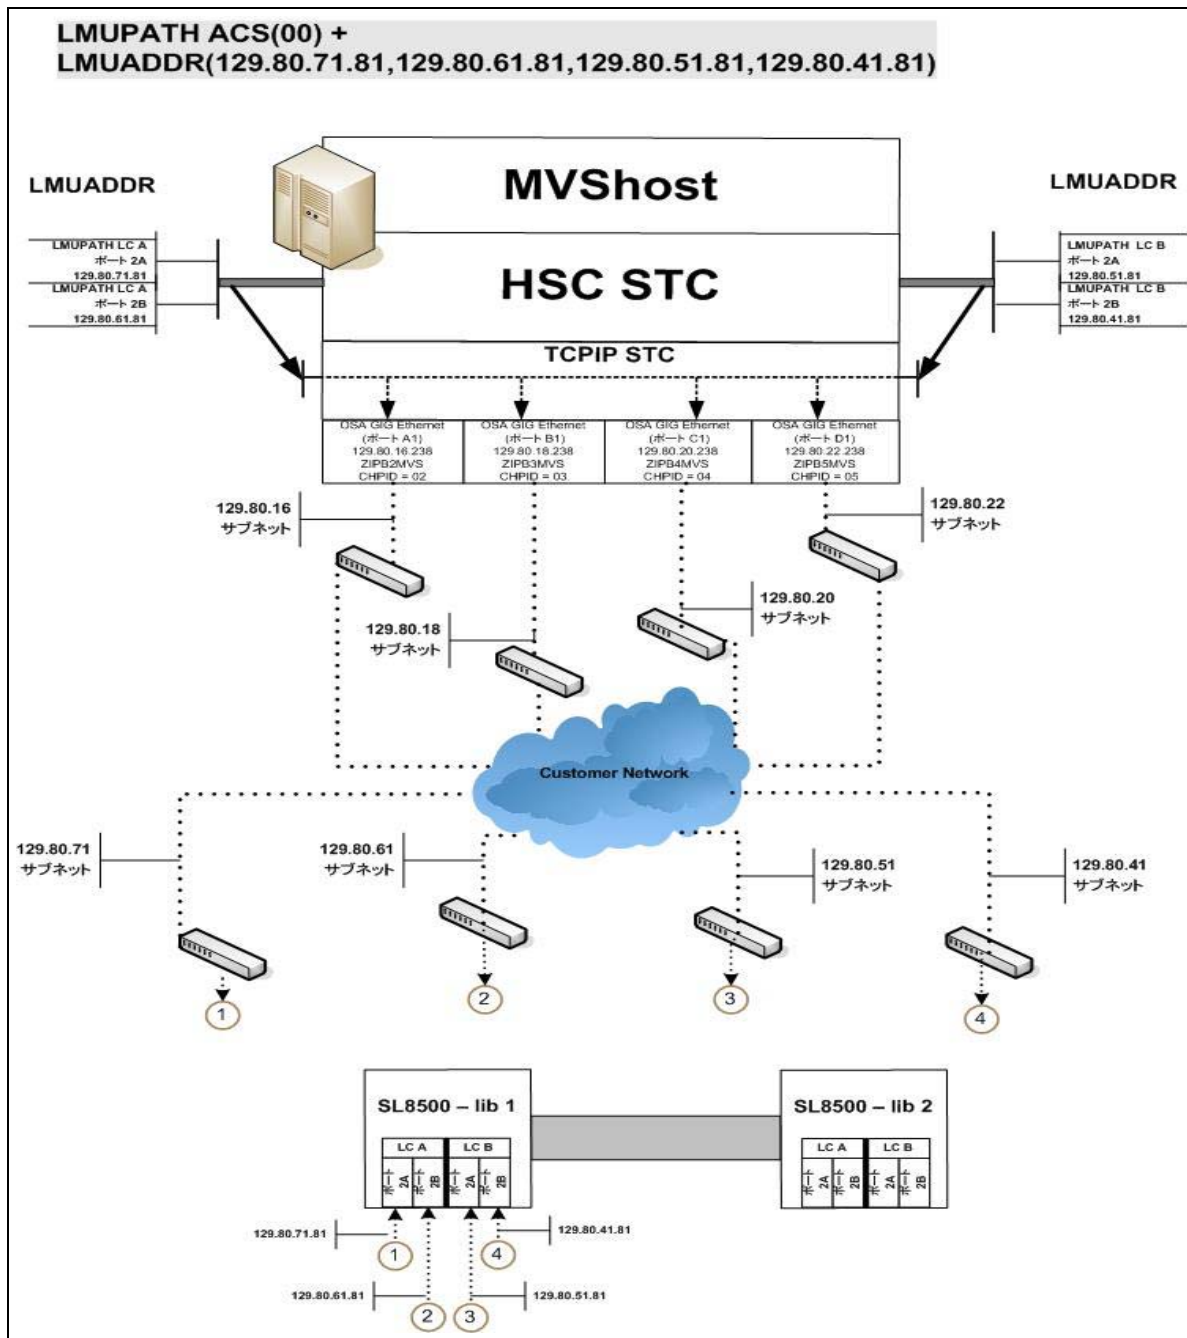 LMUPATH ACS(00) +
LMUADDR(129.80.71.81,129.80.61.81,129.80.51.81,129.80.41.81)
MVShost
LMUADDR
LMUADDR
LMUPATH LC A
ポート 2A
129.80.71.81
LMUPATH LC A
ポート 2B
129.80.61.81
HSC STC
LMUPATH LC B
ポート 2A
129.80.51.81
LMUPATH LC B
ポート 2B
129.80.41.81
TCPIP STC
OSA GIG Ethernet
(ポート A1)
129.80.16.238
ZIPB2MVS
CHPID = 02
OSA GIG Ethernet
(ポート B1)
129.80.18.238
ZIPB3MVS
CHPID = 03
OSA GIG Ethernet
(ポート C1)
129.80.20.238
ZIPB4MVS
CHPID = 04
OSA GIG Ethernet
(ポート D1)
129.80.22.238
ZIPB5MVS
CHPID = 05
129.80.16
サブネット
129.80.22
サブネット
129.80.18
サブネット
129.80.20
サブネット
Customer Network
129.80.71
サブネット
129.80.61
サブネット
129.80.51
サブネット
129.80.41
サブネット
1
2
3
4
SL8500 – lib 1
LC A
LC B
ポート 2A
ポート 2B
ポート 2A
ポート 2B
SL8500 – lib 2
LC A
LC B
ポート 2A
ポート 2B
ポート 2A
ポート 2B
129.80.71.81
1
4
129.80.41.81
129.80.61.81
2
3
129.80.51.81